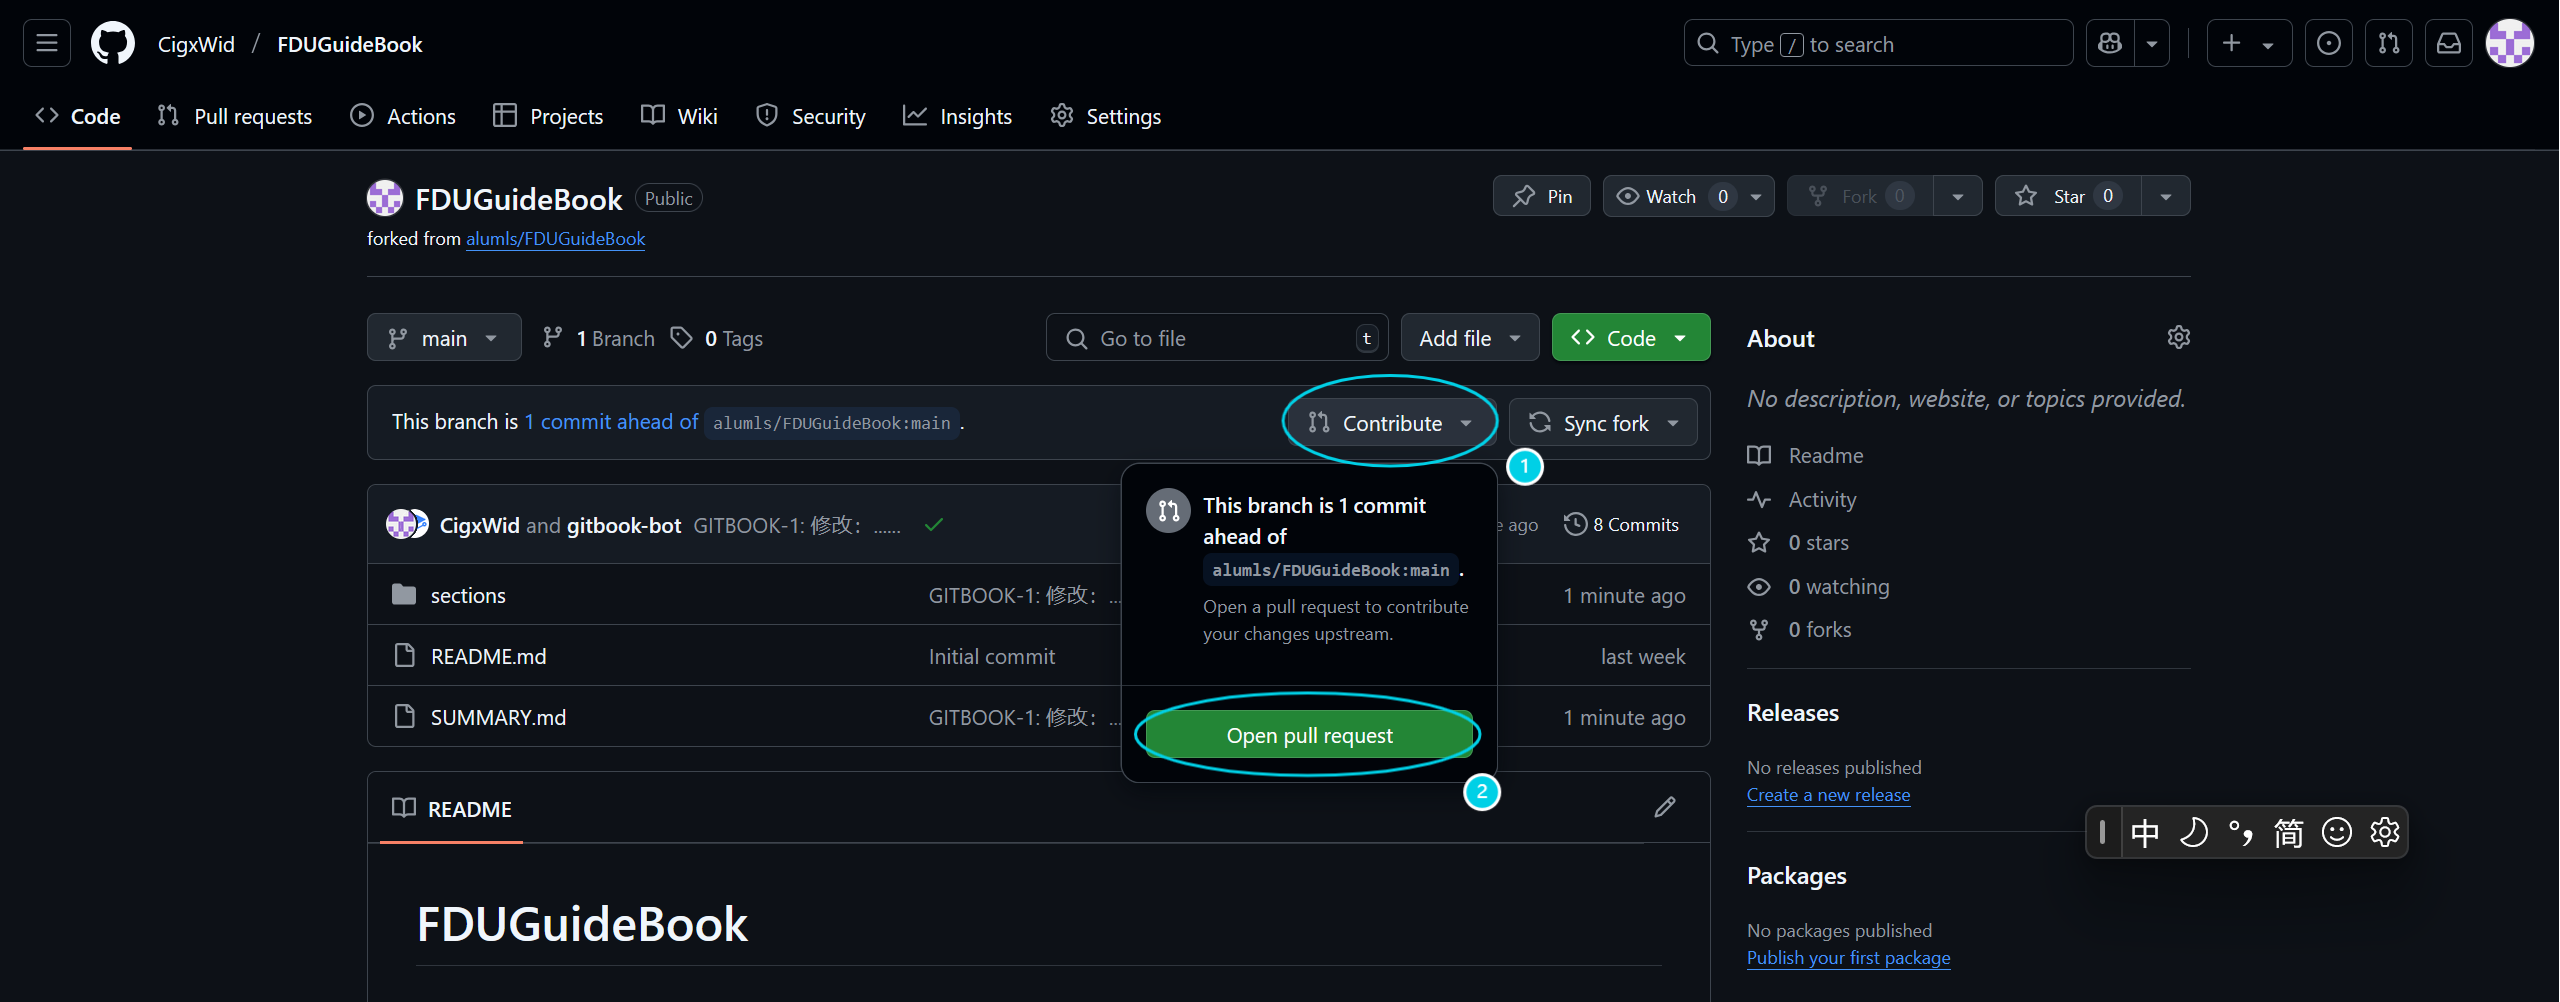 CigxWid / FDUGuideBook
Type / to search
Code Pull requests Actions Projects Wiki Security Insights Settings
FDUGuideBook Public
Pin Watch 0 Fork 0 Star 0
forked from alumls/FDUGuideBook
main 1 Branch 0 Tags
Go to file t Add file Code
This branch is 1 commit ahead of alumls/FDUGuideBook:main .
Contribute Sync fork
1
This branch is 1 commit
ahead of
alumls/FDUGuideBook:main .
Open a pull request to contribute
your changes upstream.
Open pull request
2
CigxWid and gitbook-bot GITBOOK-1: 修改： ...... ago 8 Commits
sections GITBOOK-1: 修改： ... 1 minute ago
README.md Initial commit last week
SUMMARY.md GITBOOK-1: 修改： ... 1 minute ago
README
FDUGuideBook
About
No description, website, or topics provided.
Readme
Activity
0 stars
0 watching
0 forks
Releases
No releases published
Create a new release
中 °, 简
Packages
No packages published
Publish your first package